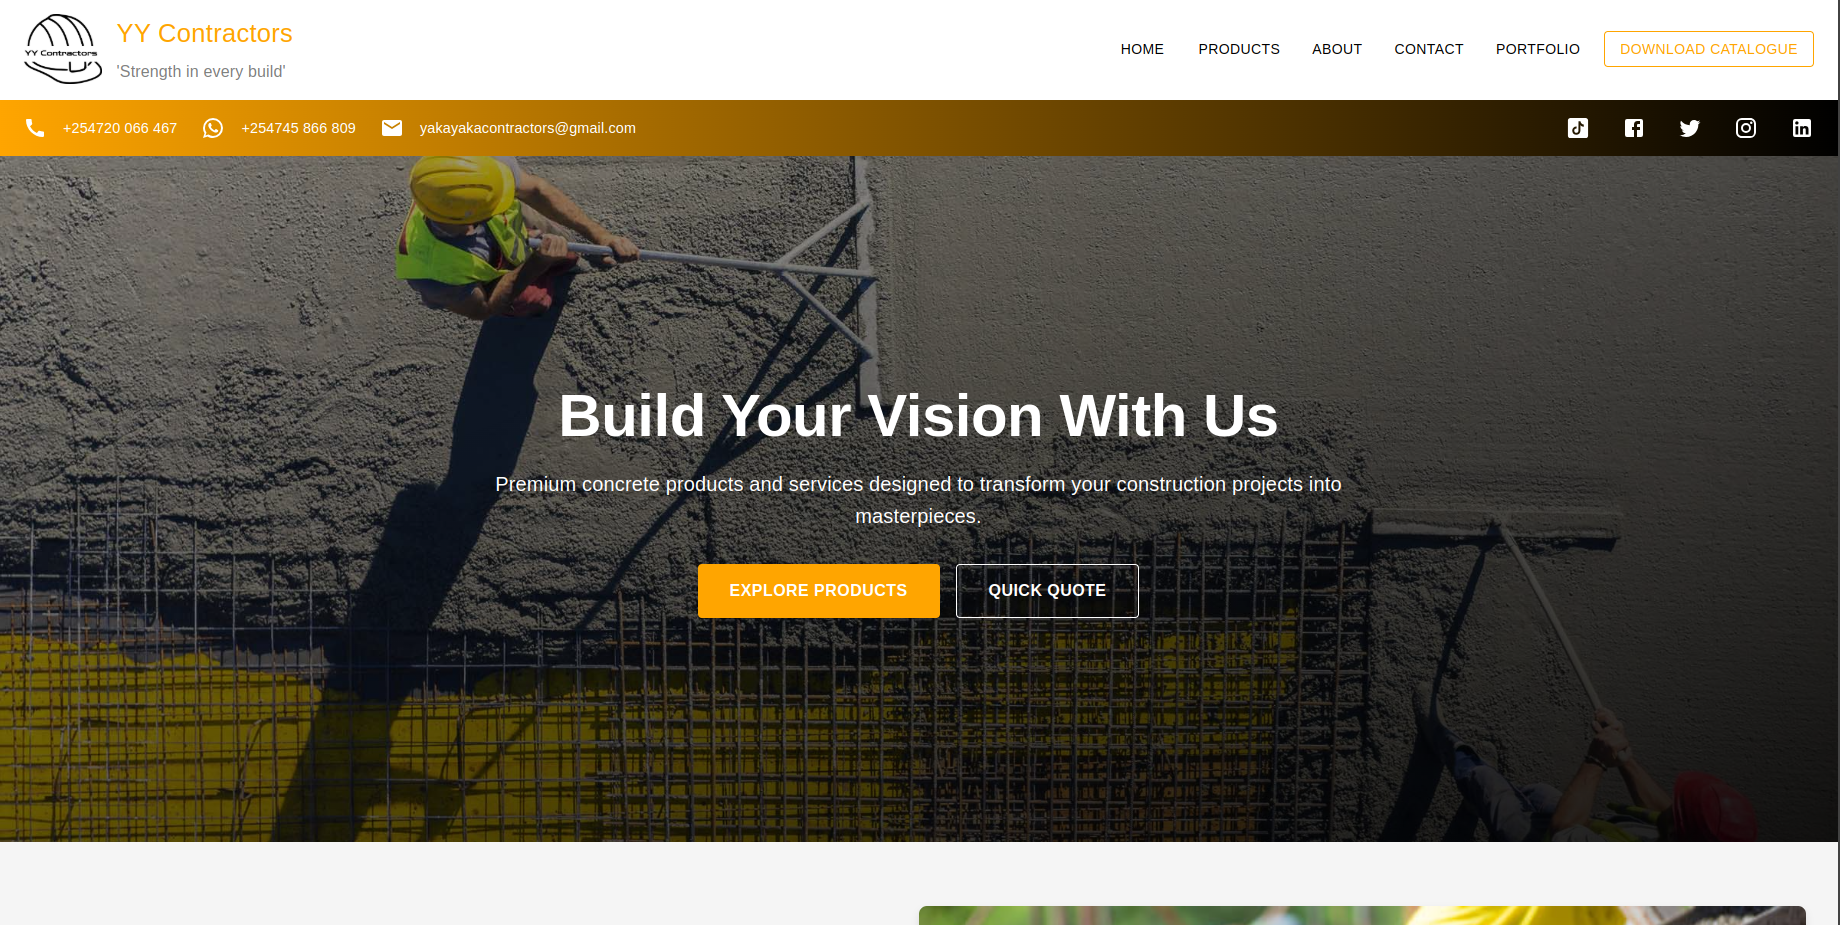 YY Contractors
YY Contractors
'Strength in every build'
HOME PRODUCTS ABOUT CONTACT PORTFOLIO DOWNLOAD CATALOGUE
+254720 066 467 +254745 866 809 yakayakacontractors@gmail.com
Build Your Vision With Us
Premium concrete products and services designed to transform your construction projects into
masterpieces.
EXPLORE PRODUCTS QUICK QUOTE